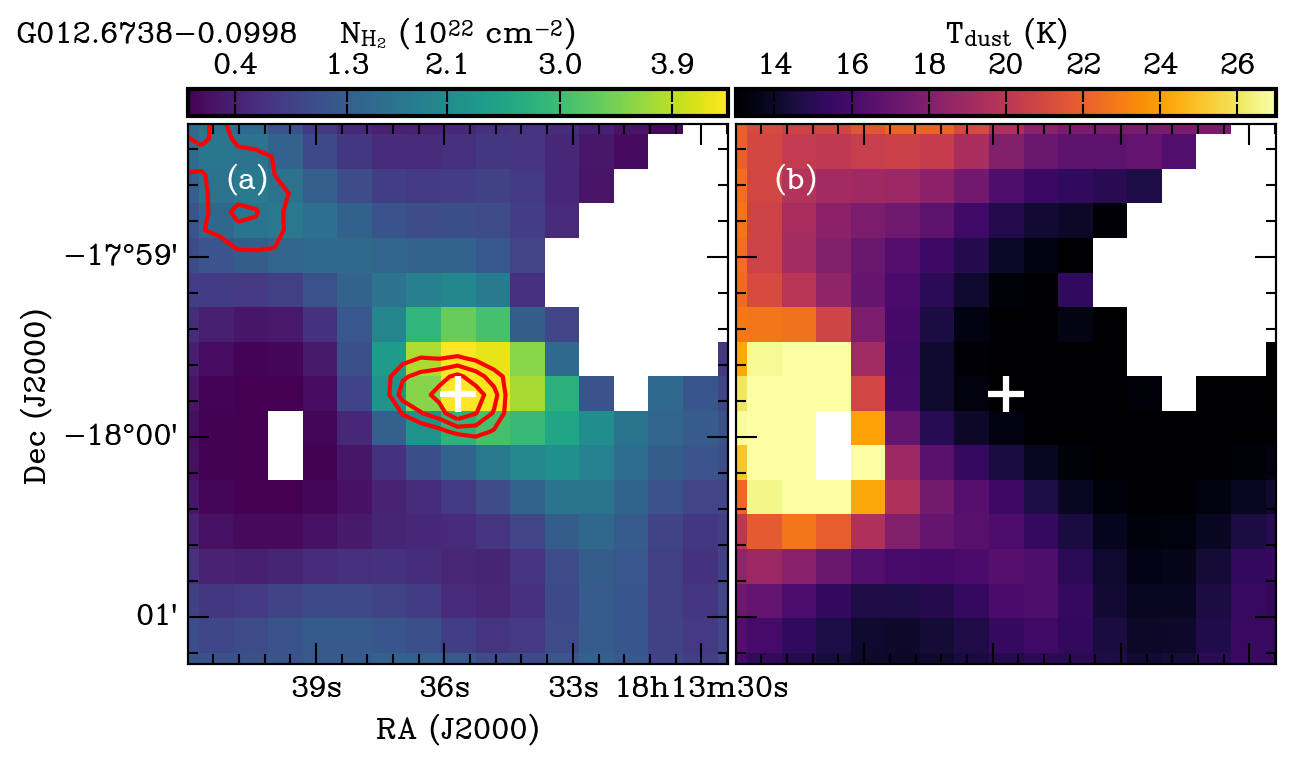 G012.6738−0.0998 N_H₂ (10²² cm⁻²) T_dust (K)
0.4 1.3 2.1 3.0 3.9 14 16 18 20 22 24 26
(a) (b)
−17°59'
−18°00'
01'
Dec (J2000)
39s 36s 33s 18h13m30s
RA (J2000)